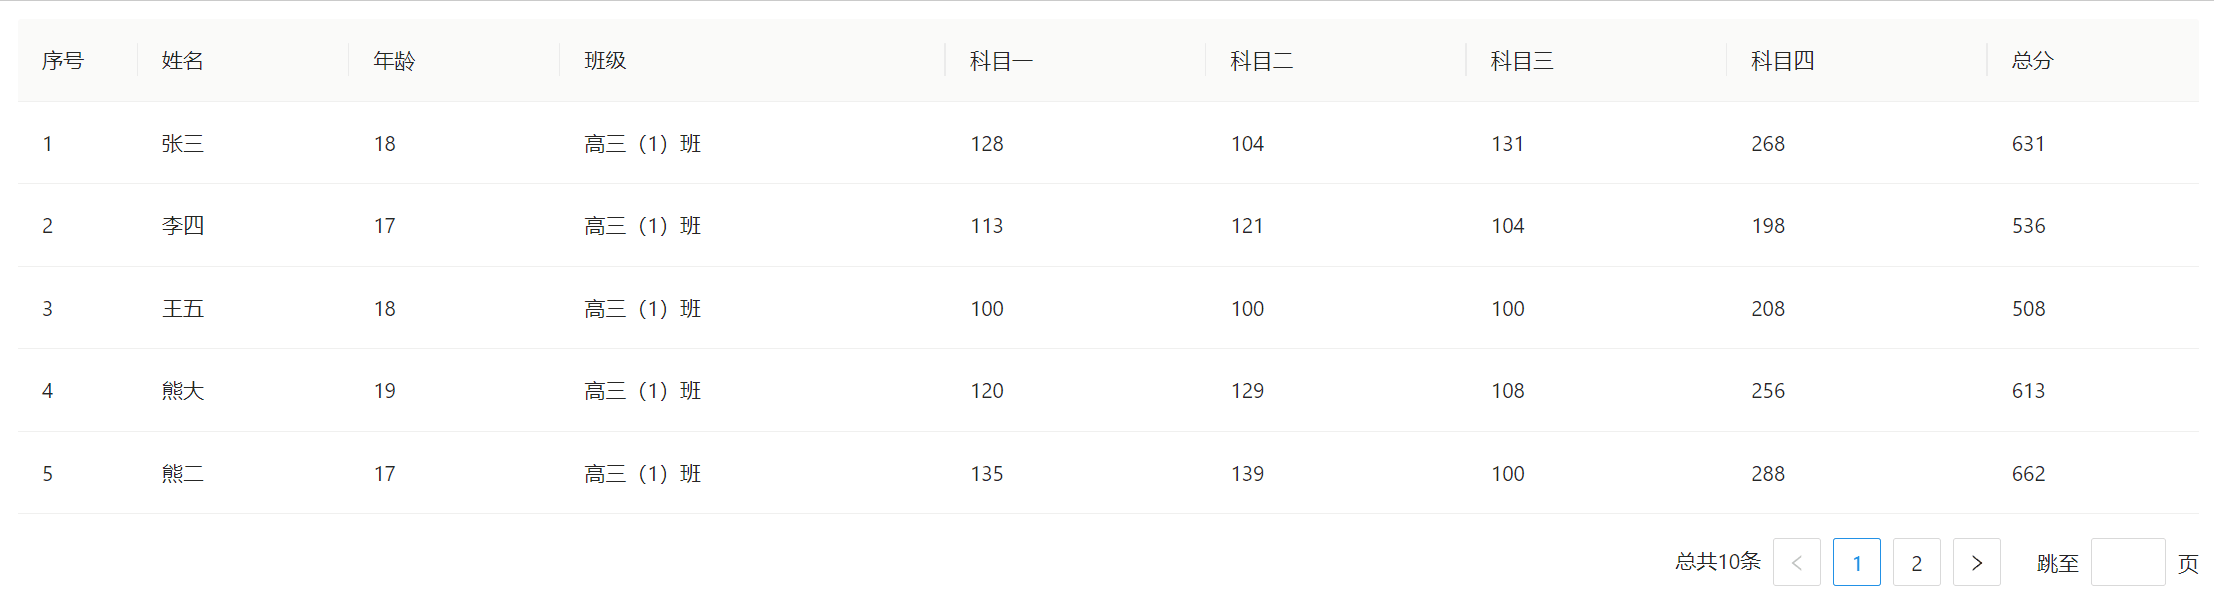 序号 姓名 年龄 班级 科目一 科目二 科目三 科目四 总分
1 张三 18 高三（1）班 128 104 131 268 631
2 李四 17 高三（1）班 113 121 104 198 536
3 王五 18 高三（1）班 100 100 100 208 508
4 熊大 19 高三（1）班 120 129 108 256 613
5 熊二 17 高三（1）班 135 139 100 288 662
总共10条 < 1 2 > 跳至 页